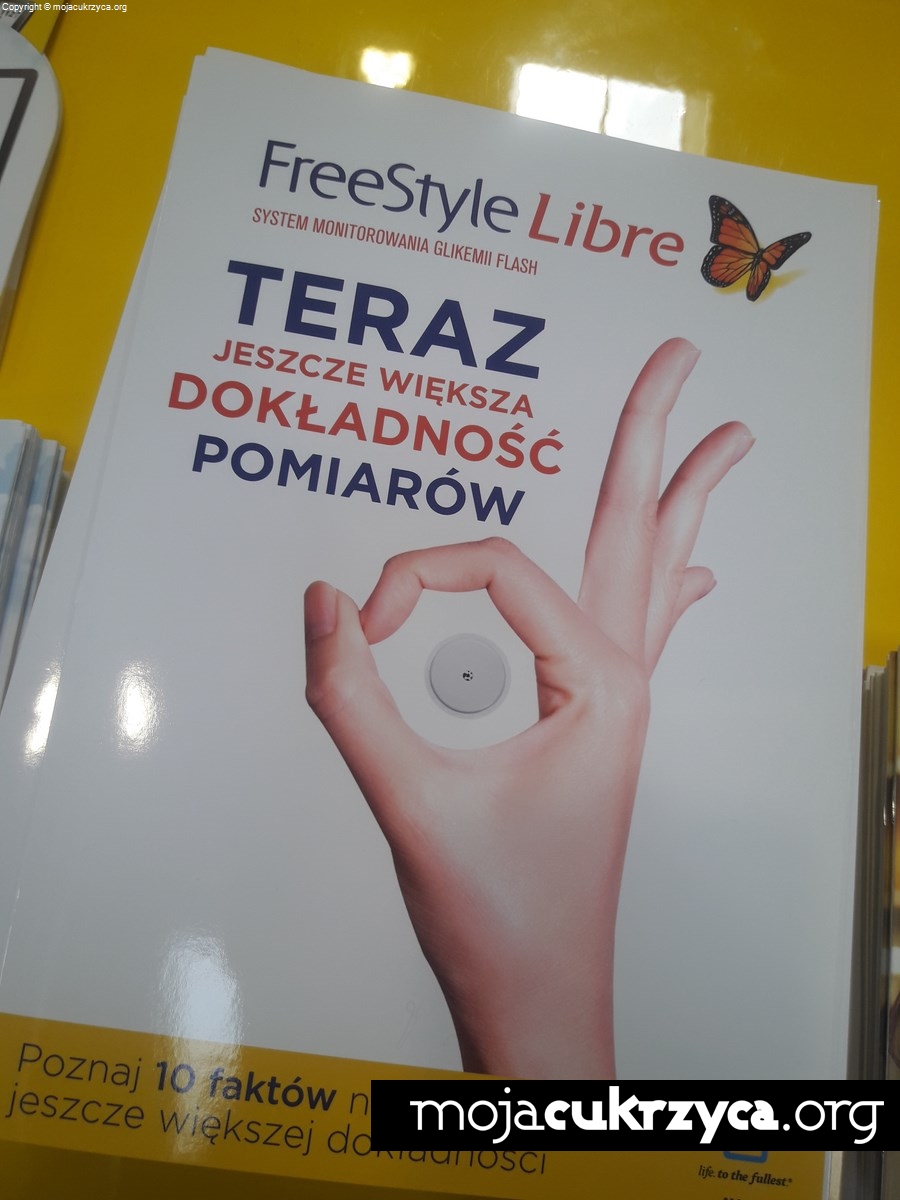 Copyright © mojacukrzyca.org
FreeStyle Libre
SYSTEM MONITOROWANIA GLIKEMII FLASH
TERAZ
JESZCZE WIĘKSZA
DOKŁADNOŚĆ
POMIARÓW
Poznaj 10 faktów
jeszcze większej dokładności
mojacukrzyca.org
life. to the fullest.®